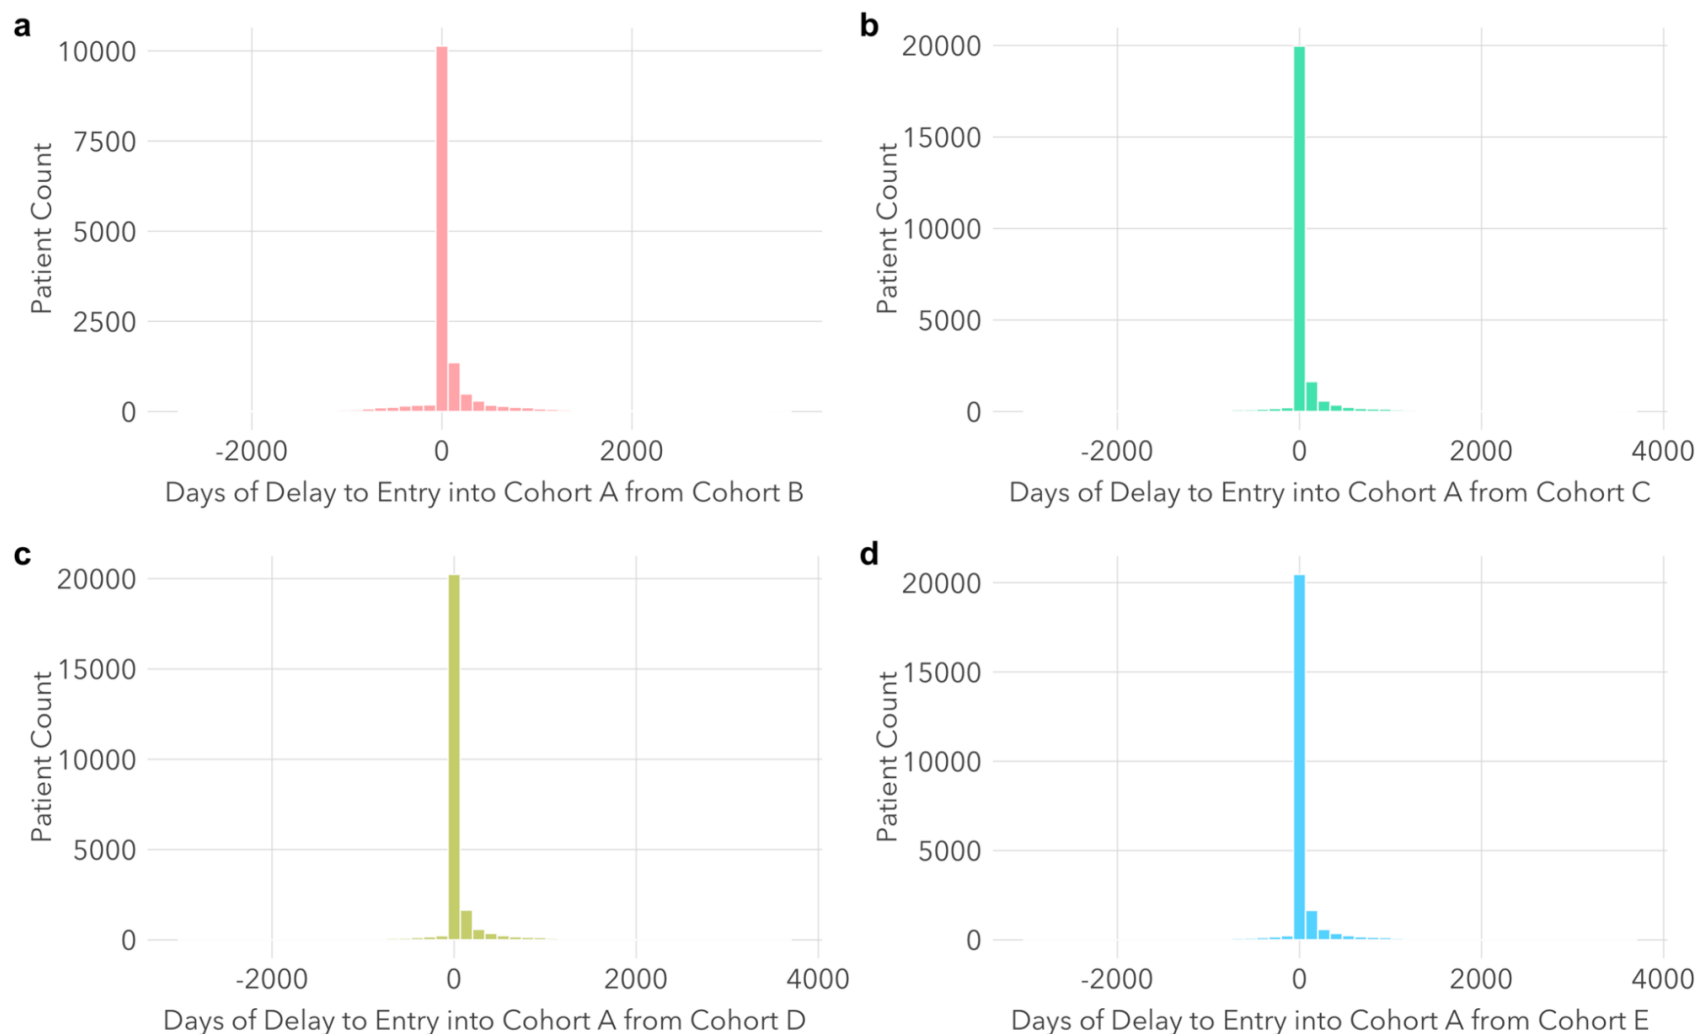 a
10000
7500
5000
2500
0
Patient Count
-2000 0 2000
Days of Delay to Entry into Cohort A from Cohort B
b
20000
15000
10000
5000
0
Patient Count
-2000 0 2000 4000
Days of Delay to Entry into Cohort A from Cohort C
c
20000
15000
10000
5000
0
Patient Count
-2000 0 2000 4000
Days of Delay to Entry into Cohort A from Cohort D
d
20000
15000
10000
5000
0
Patient Count
-2000 0 2000 4000
Days of Delay to Entry into Cohort A from Cohort E